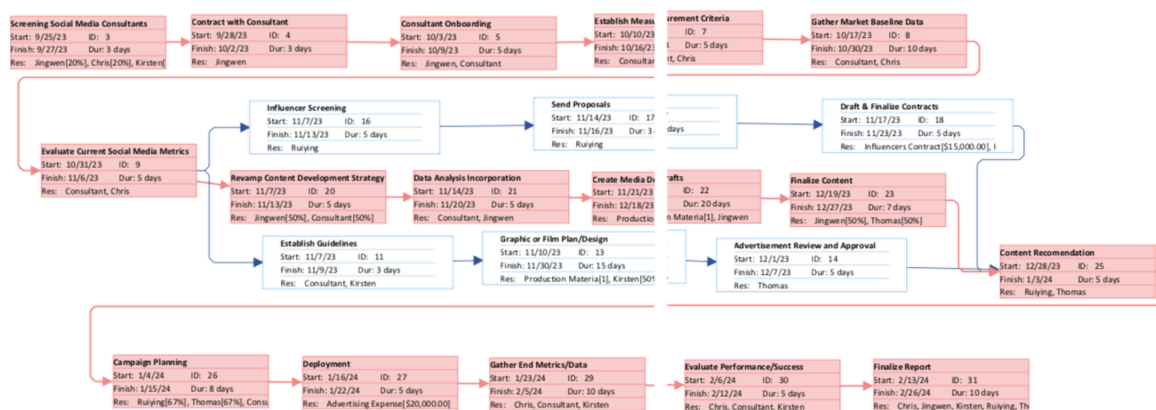 Screening Social Media Consultants
Start: 9/25/23 ID: 3
Finish: 9/27/23 Dur: 3 days
Res: Jingwen[20%], Chris[20%], Kirsten[
Contract with Consultant
Start: 9/28/23 ID: 4
Finish: 10/2/23 Dur: 3 days
Res: Jingwen
Consultant Onboarding
Start: 10/3/23 ID: 5
Finish: 10/9/23 Dur: 5 days
Res: Jingwen, Consultant
Establish Measurement Criteria
Start: 10/10/23 ID: 7
Finish: 10/16/23 Dur: 5 days
Res: Consultant, Chris
Gather Market Baseline Data
Start: 10/17/23 ID: 8
Finish: 10/30/23 Dur: 10 days
Res: Consultant, Chris
Influencer Screening
Start: 11/7/23 ID: 16
Finish: 11/13/23 Dur: 5 days
Res: Ruiying
Send Proposals
Start: 11/14/23 ID: 17
Finish: 11/16/23 Dur: 3 days
Res: Ruiying
Draft & Finalize Contracts
Start: 11/17/23 ID: 18
Finish: 11/23/23 Dur: 5 days
Res: Influencers Contract[$15,000.00], I
Evaluate Current Social Media Metrics
Start: 10/31/23 ID: 9
Finish: 11/6/23 Dur: 5 days
Res: Consultant, Chris
Revamp Content Development Strategy
Start: 11/7/23 ID: 20
Finish: 11/13/23 Dur: 5 days
Res: Jingwen[50%], Consultant[50%]
Data Analysis Incorporation
Start: 11/14/23 ID: 21
Finish: 11/20/23 Dur: 5 days
Res: Consultant, Jingwen
Create Media Drafts
Start: 11/21/23 ID: 22
Finish: 12/18/23 Dur: 20 days
Res: Production Materia[1], Jingwen
Finalize Content
Start: 12/19/23 ID: 23
Finish: 12/27/23 Dur: 7 days
Res: Jingwen[50%], Thomas[50%]
Establish Guidelines
Start: 11/7/23 ID: 11
Finish: 11/9/23 Dur: 3 days
Res: Consultant, Kirsten
Graphic or Film Plan/Design
Start: 11/10/23 ID: 13
Finish: 11/30/23 Dur: 15 days
Res: Production Materia[1], Kirsten[50%
Advertisement Review and Approval
Start: 12/1/23 ID: 14
Finish: 12/7/23 Dur: 5 days
Res: Thomas
Content Recomendation
Start: 12/28/23 ID: 25
Finish: 1/3/24 Dur: 5 days
Res: Ruiying, Thomas
Campaign Planning
Start: 1/4/24 ID: 26
Finish: 1/15/24 Dur: 8 days
Res: Ruiying[67%], Thomas[67%], Consu
Deployment
Start: 1/16/24 ID: 27
Finish: 1/22/24 Dur: 5 days
Res: Advertising Expense[$20,000.00]
Gather End Metrics/Data
Start: 1/23/24 ID: 29
Finish: 2/5/24 Dur: 10 days
Res: Chris, Consultant, Kirsten
Evaluate Performance/Success
Start: 2/6/24 ID: 30
Finish: 2/12/24 Dur: 5 days
Res: Chris, Consultant, Kirsten
Finalize Report
Start: 2/13/24 ID: 31
Finish: 2/26/24 Dur: 10 days
Res: Chris, Jingwen, Kirsten, Ruiying, Th